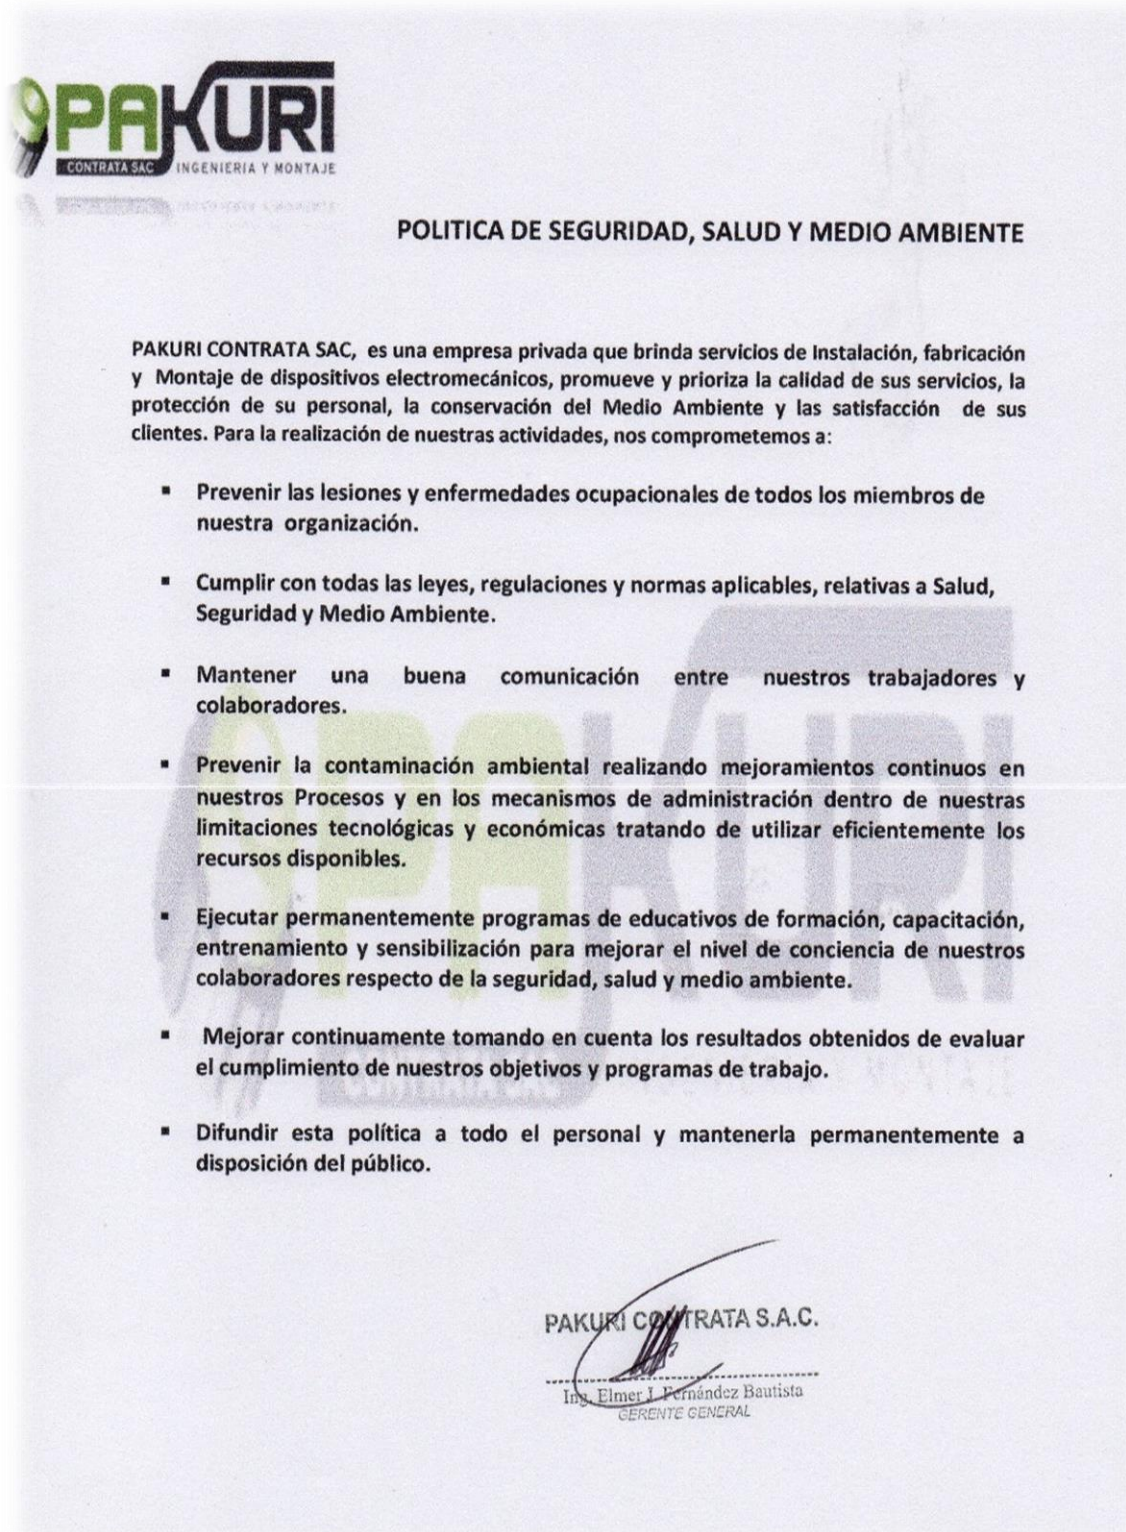 PAKURI
CONTRATA SAC INGENIERIA Y MONTAJE
POLITICA DE SEGURIDAD, SALUD Y MEDIO AMBIENTE
PAKURI CONTRATA SAC, es una empresa privada que brinda servicios de Instalación, fabricación
y Montaje de dispositivos electromecánicos, promueve y prioriza la calidad de sus servicios, la
protección de su personal, la conservación del Medio Ambiente y las satisfacción de sus
clientes. Para la realización de nuestras actividades, nos comprometemos a:
▪ Prevenir las lesiones y enfermedades ocupacionales de todos los miembros de
nuestra organización.
▪ Cumplir con todas las leyes, regulaciones y normas aplicables, relativas a Salud,
Seguridad y Medio Ambiente.
▪ Mantener una buena comunicación entre nuestros trabajadores y
colaboradores.
▪ Prevenir la contaminación ambiental realizando mejoramientos continuos en
nuestros Procesos y en los mecanismos de administración dentro de nuestras
limitaciones tecnológicas y económicas tratando de utilizar eficientemente los
recursos disponibles.
▪ Ejecutar permanentemente programas de educativos de formación, capacitación,
entrenamiento y sensibilización para mejorar el nivel de conciencia de nuestros
colaboradores respecto de la seguridad, salud y medio ambiente.
▪ Mejorar continuamente tomando en cuenta los resultados obtenidos de evaluar
el cumplimiento de nuestros objetivos y programas de trabajo.
▪ Difundir esta política a todo el personal y mantenerla permanentemente a
disposición del público.
PAKURI CONTRATA S.A.C.
Ing. Elmer J. Fernández Bautista
GERENTE GENERAL
PAKURI
CONTRATA SAC